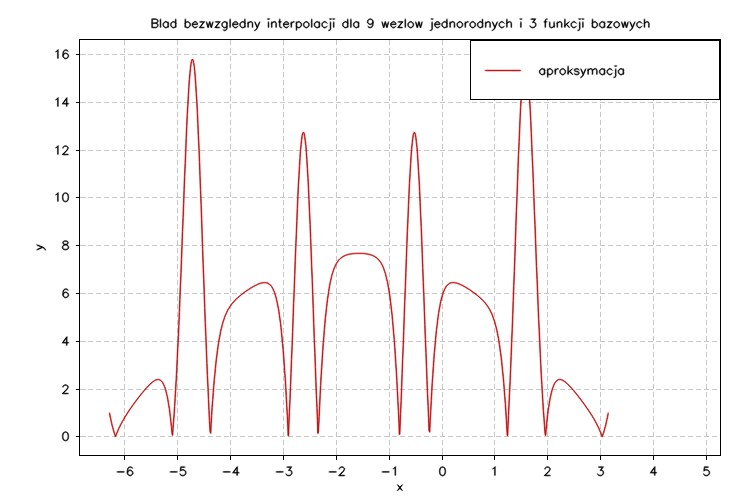 Blad bezwzgledny interpolacji dla 9 wezlow jednorodnych i 3 funkcji bazowych
aproksymacja
16
14
12
10
8
6
4
2
0
y
-6 -5 -4 -3 -2 -1 0 1 2 3 4 5
x